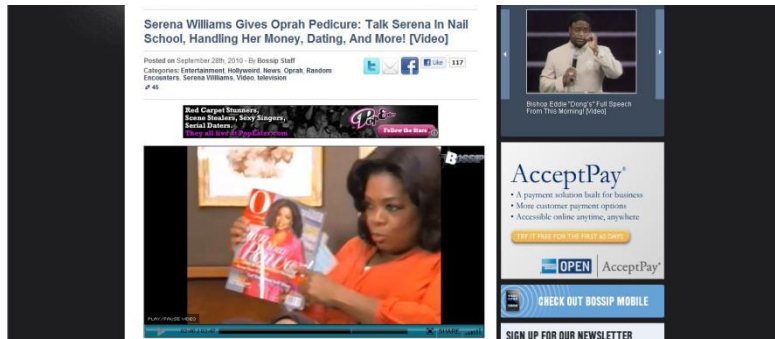 Serena Williams Gives Oprah Pedicure: Talk Serena In Nail
School, Handling Her Money, Dating, And More! [Video]
Posted on September 28th, 2010 - By Bossip Staff
Categories: Entertainment, Hollyweird, News, Oprah, Random
Encounters, Serena Williams, Video, television
46
Like 117
Red Carpet Stunners,
Scene Stealers, Sexy Singers,
Serial Daters.
They all live at PopEater.com
PopEater
Follow the Stars
BOSSIP
O
Power
PLAY/PAUSE VIDEO
SHARE
Bishop Eddie "Dong's" Full Speech
From This Morning! [Video]
AcceptPay
• A payment solution built for business
• More customer payment options
• Accessible online anytime, anywhere
TRY IT FREE FOR THE FIRST 60 DAYS
OPEN AcceptPay
CHECK OUT BOSSIP MOBILE
SIGN UP FOR OUR NEWSLETTER